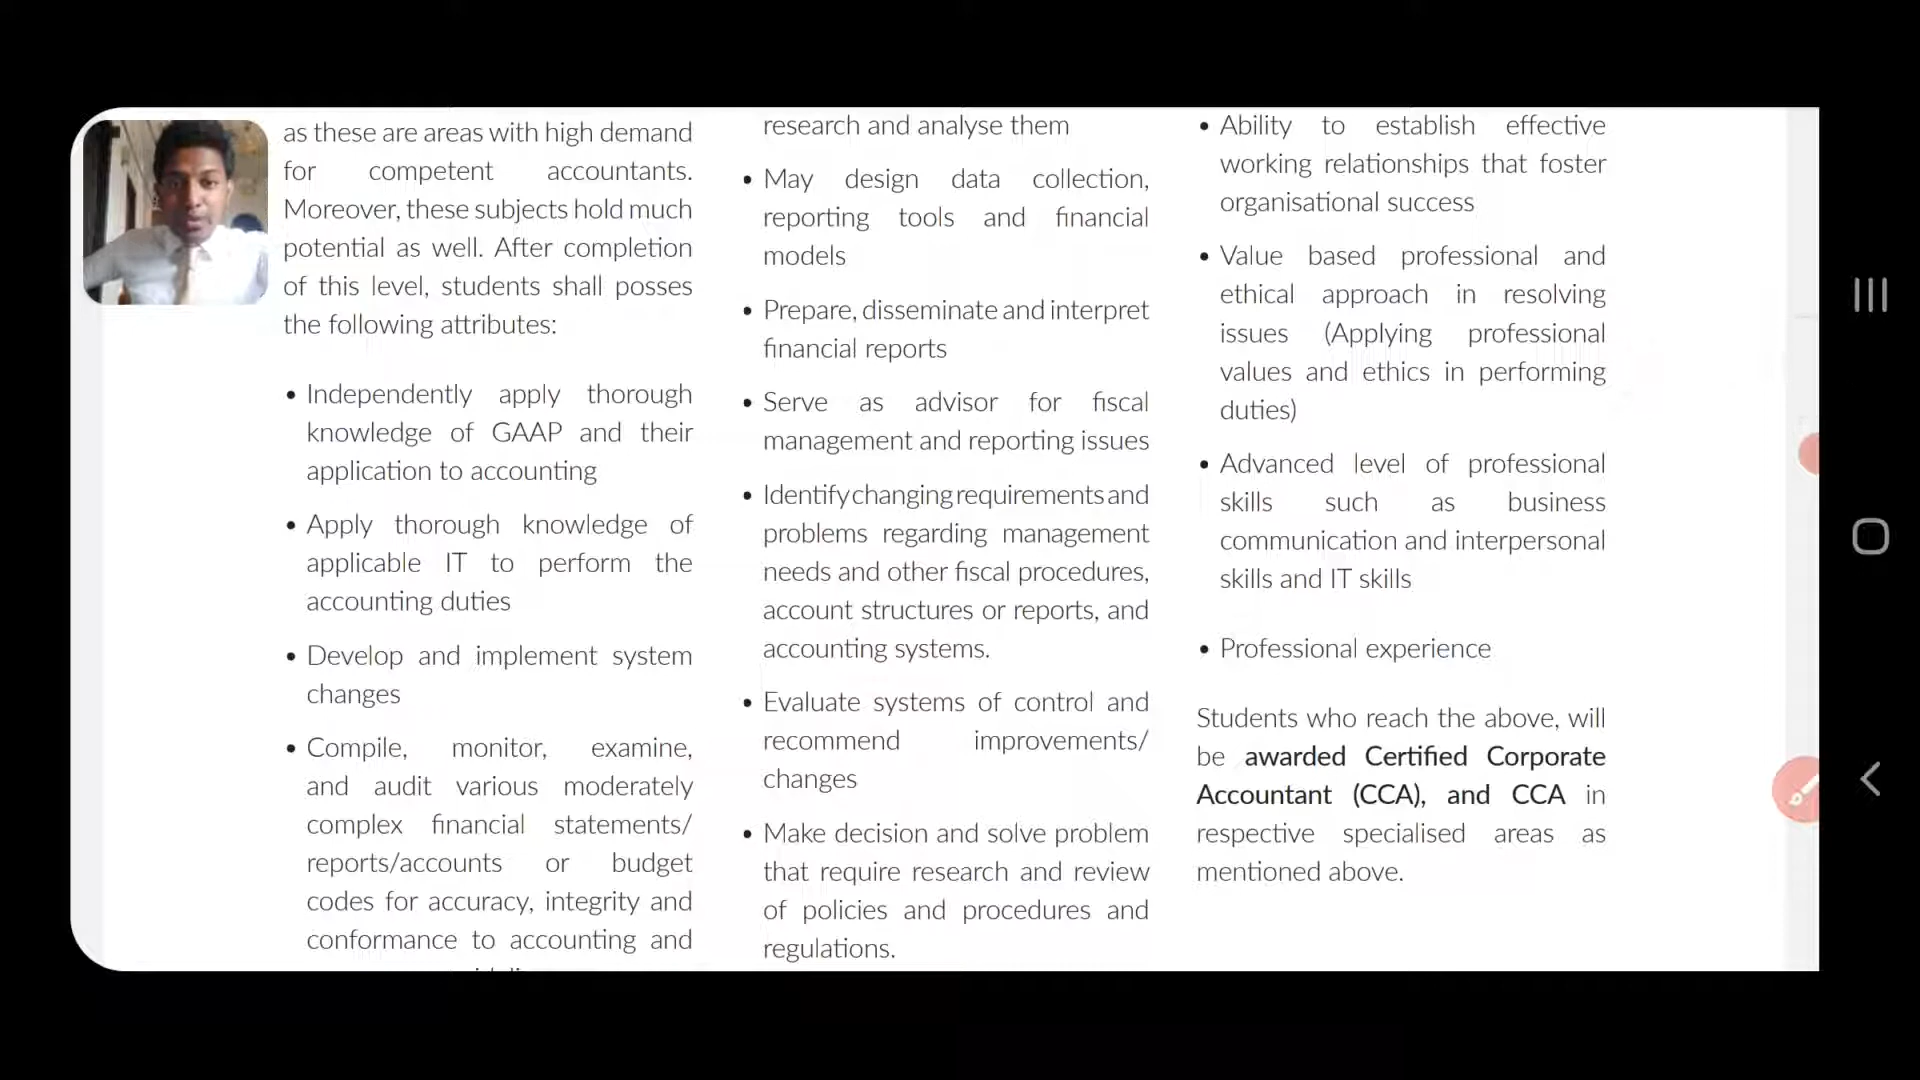 as these are areas with high demand
for competent accountants.
Moreover, these subjects hold much
potential as well. After completion
of this level, students shall posses
the following attributes:
• Independently apply thorough
knowledge of GAAP and their
application to accounting
• Apply thorough knowledge of
applicable IT to perform the
accounting duties
• Develop and implement system
changes
• Compile, monitor, examine,
and audit various moderately
complex financial statements/
reports/accounts or budget
codes for accuracy, integrity and
conformance to accounting and
research and analyse them
• May design data collection,
reporting tools and financial
models
• Prepare, disseminate and interpret
financial reports
• Serve as advisor for fiscal
management and reporting issues
• Identify changing requirements and
problems regarding management
needs and other fiscal procedures,
account structures or reports, and
accounting systems.
• Evaluate systems of control and
recommend improvements/
changes
• Make decision and solve problem
that require research and review
of policies and procedures and
regulations.
• Ability to establish effective
working relationships that foster
organisational success
• Value based professional and
ethical approach in resolving
issues (Applying professional
values and ethics in performing
duties)
• Advanced level of professional
skills such as business
communication and interpersonal
skills and IT skills
• Professional experience
Students who reach the above, will
be awarded Certified Corporate
Accountant (CCA), and CCA in
respective specialised areas as
mentioned above.